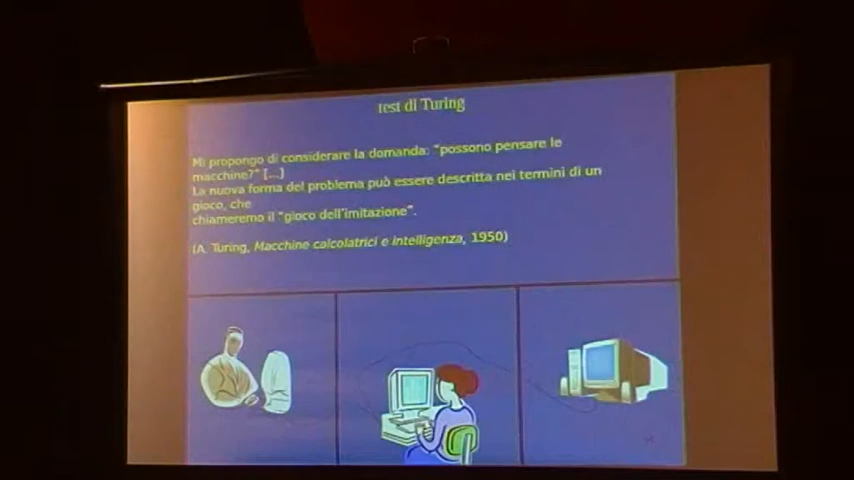 test di Turing
Mi propongo di considerare la domanda: "possono pensare le
macchine?" [...]
La nuova forma del problema può essere descritta nei termini di un
gioco, che
chiameremo il "gioco dell'imitazione".
(A. Turing, Macchine calcolatrici e intelligenza, 1950)